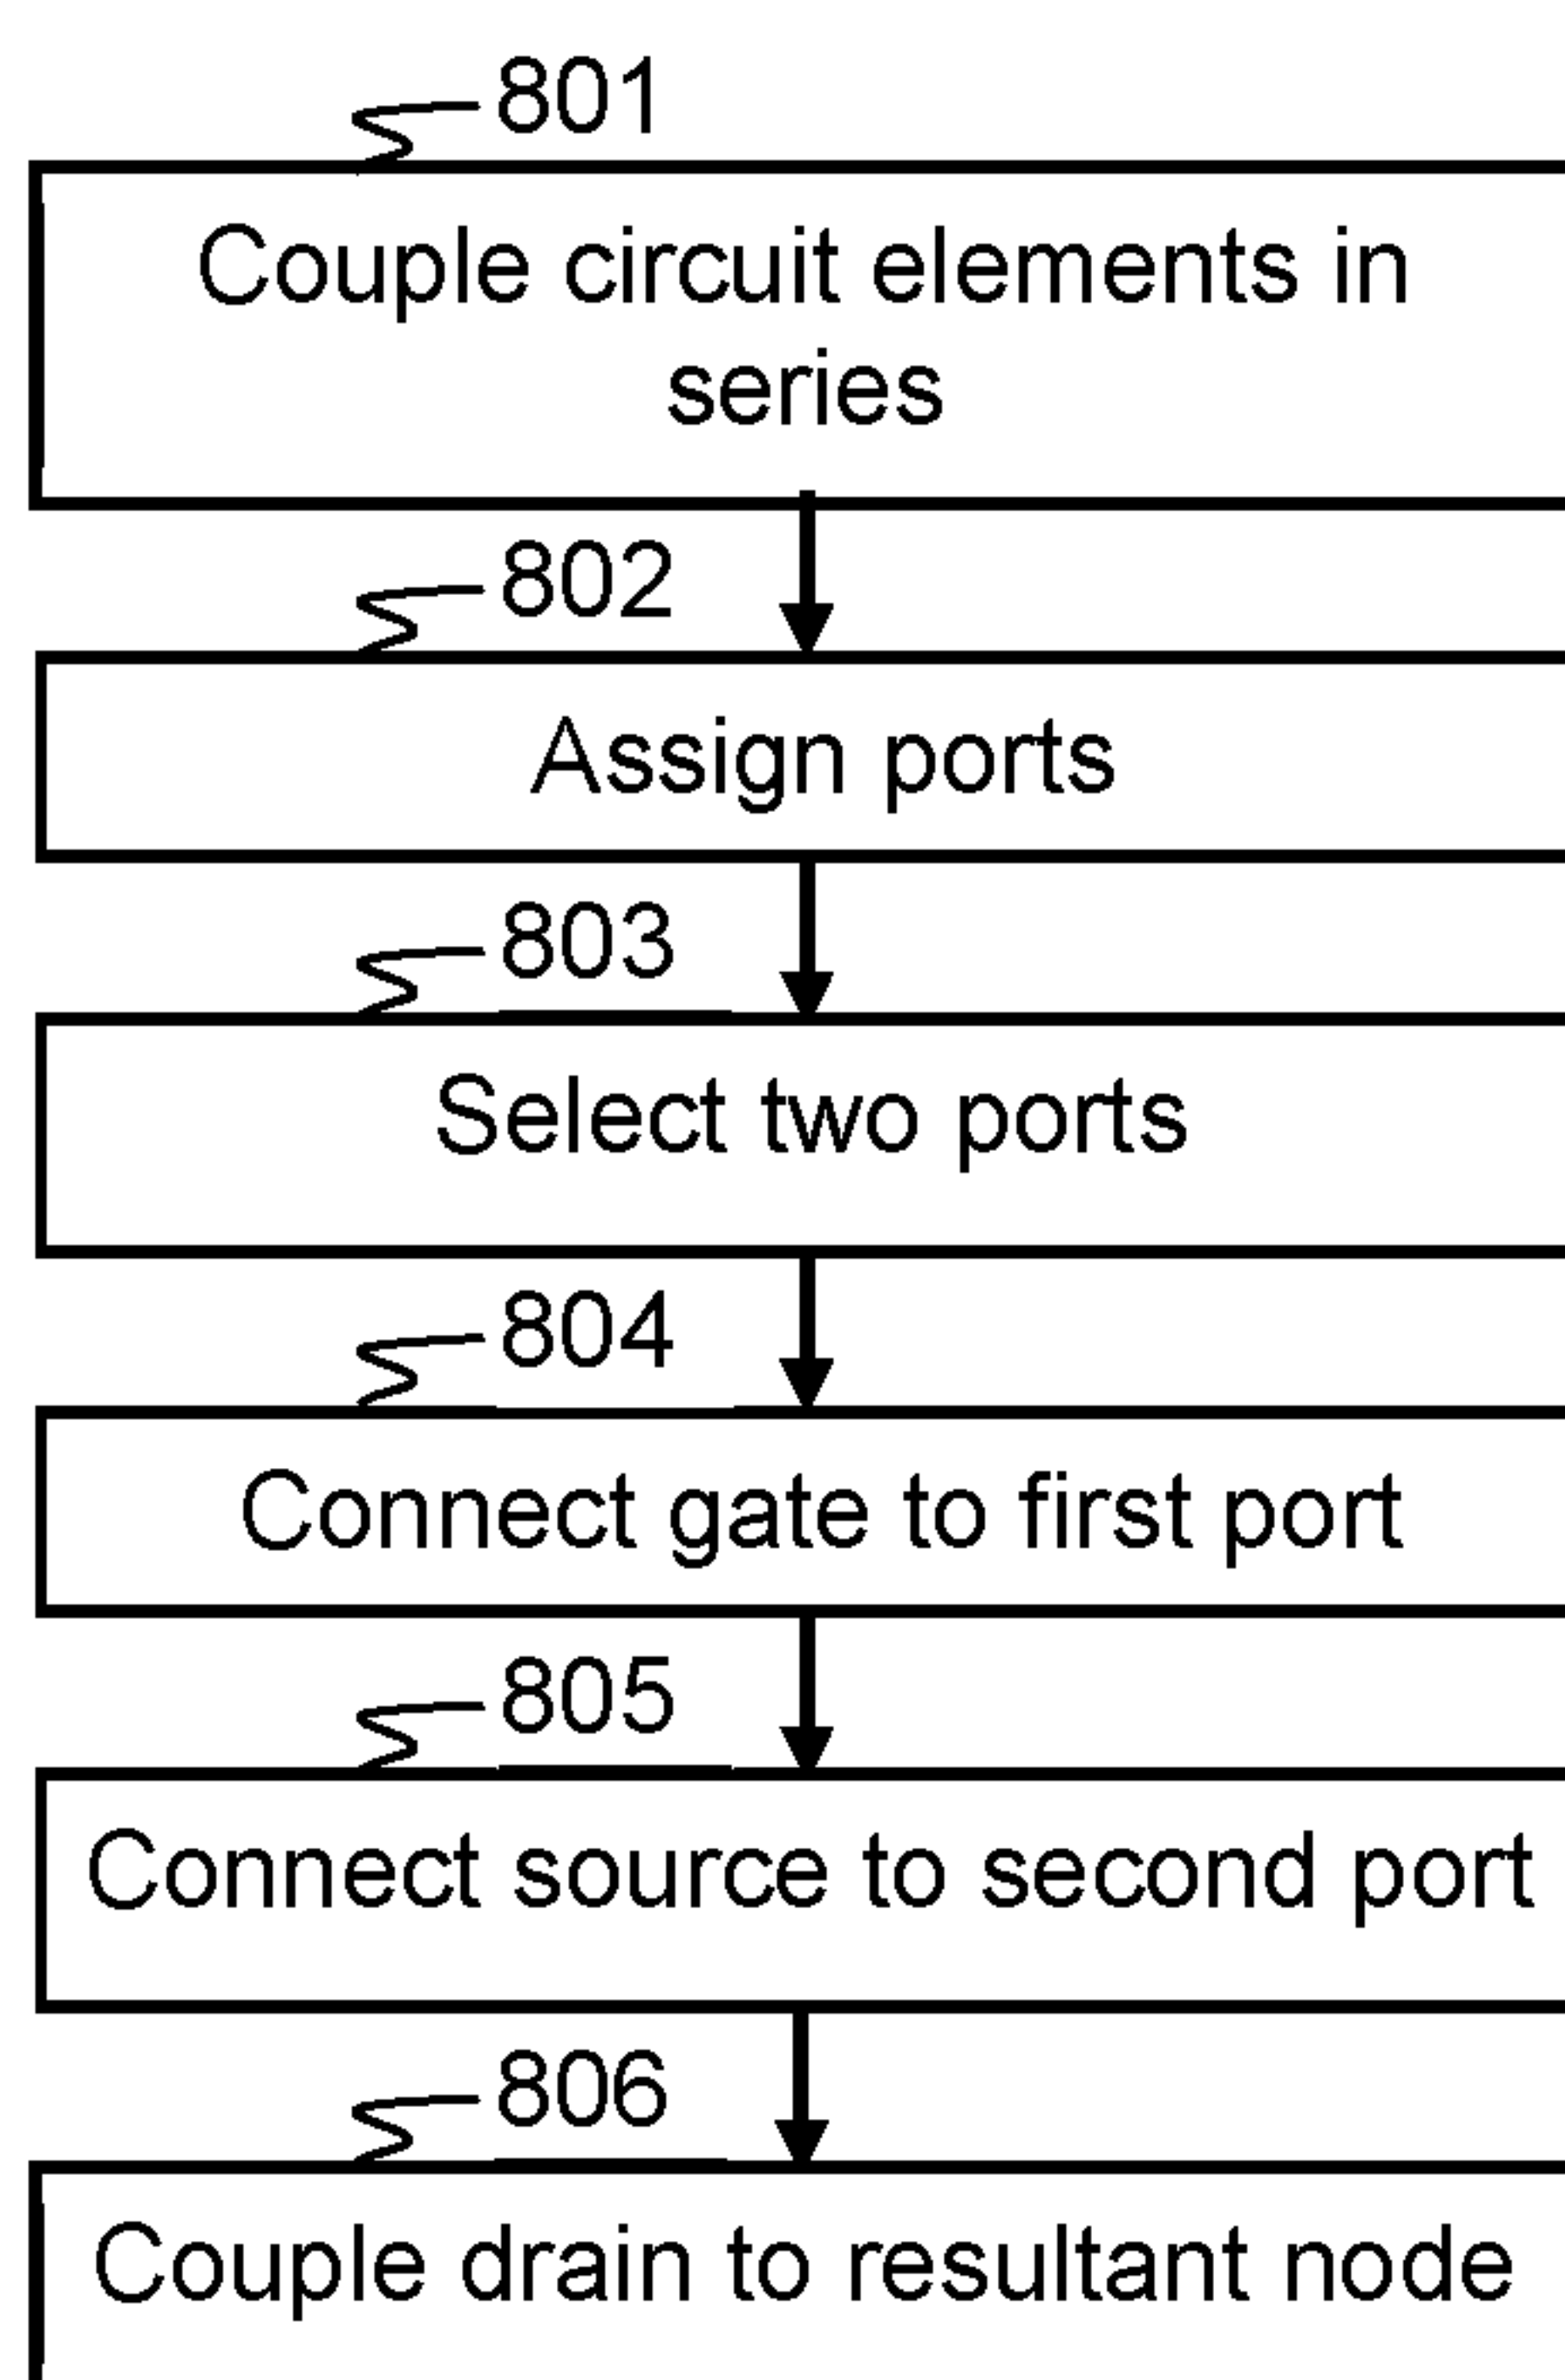 801
Couple circuit elements in
series
802
Assign ports
803
Select two ports
804
Connect gate to first port
805
Connect source to second port
806
Couple drain to resultant node